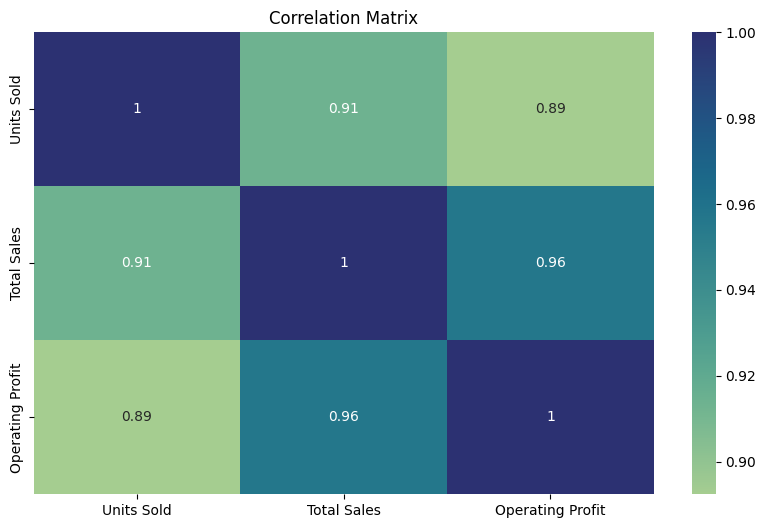 Correlation Matrix
Units Sold
1
0.91
0.89
Total Sales
0.91
1
0.96
Operating Profit
0.89
0.96
1
Units Sold
Total Sales
Operating Profit
1.00
0.98
0.96
0.94
0.92
0.90